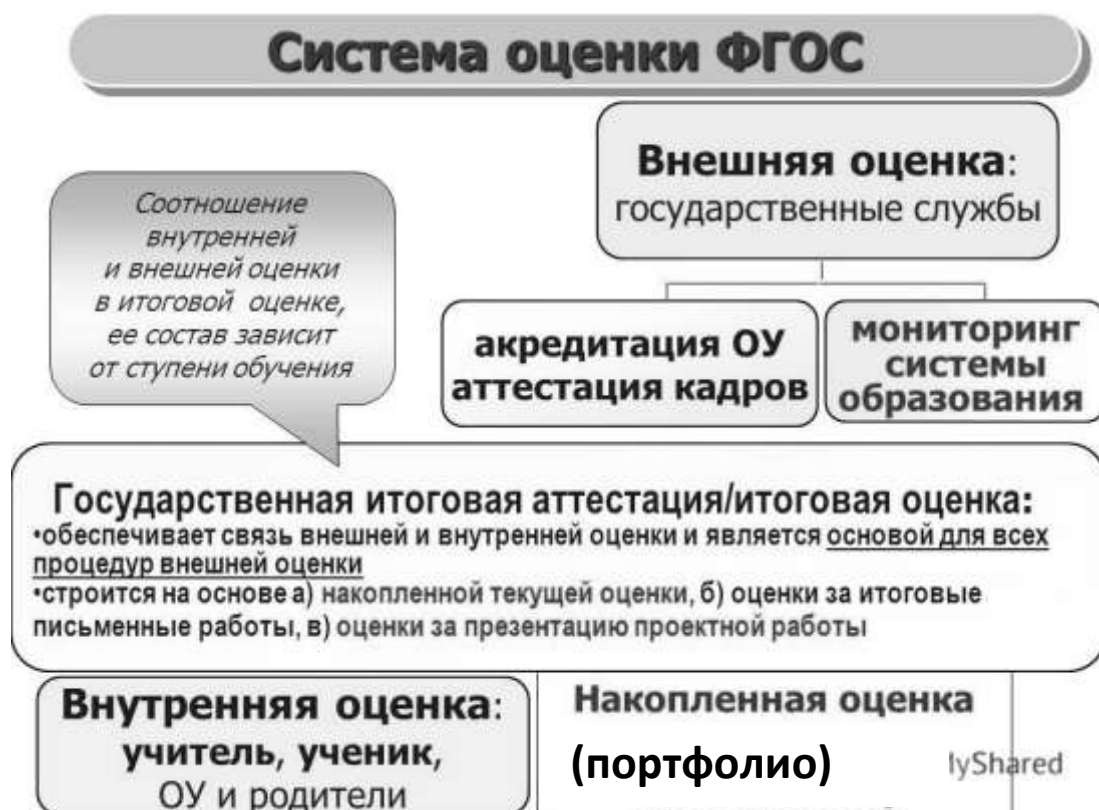 Система оценки ФГОС
Внешняя оценка:
государственные службы
Соотношение
внутренней
и внешней оценки
в итоговой оценке,
ее состав зависит
от ступени обучения
акредитация ОУ
аттестация кадров
мониторинг
системы
образования
Государственная итоговая аттестация/итоговая оценка:
•обеспечивает связь внешней и внутренней оценки и является основой для всех
процедур внешней оценки
•строится на основе а) накопленной текущей оценки, б) оценки за итоговые
письменные работы, в) оценки за презентацию проектной работы
Внутренняя оценка:
учитель, ученик,
ОУ и родители
Накопленная оценка
(портфолио)
lyShared